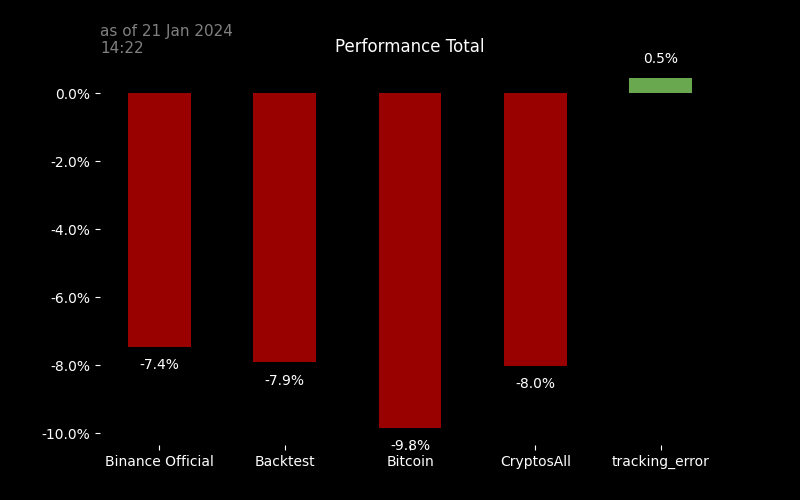 as of 21 Jan 2024
14:22
Performance Total
0.5%
0.0%
-2.0%
-4.0%
-6.0%
-8.0%
-10.0%
-7.4%
-7.9%
-9.8%
-8.0%
Binance Official
Backtest
Bitcoin
CryptosAll
tracking_error